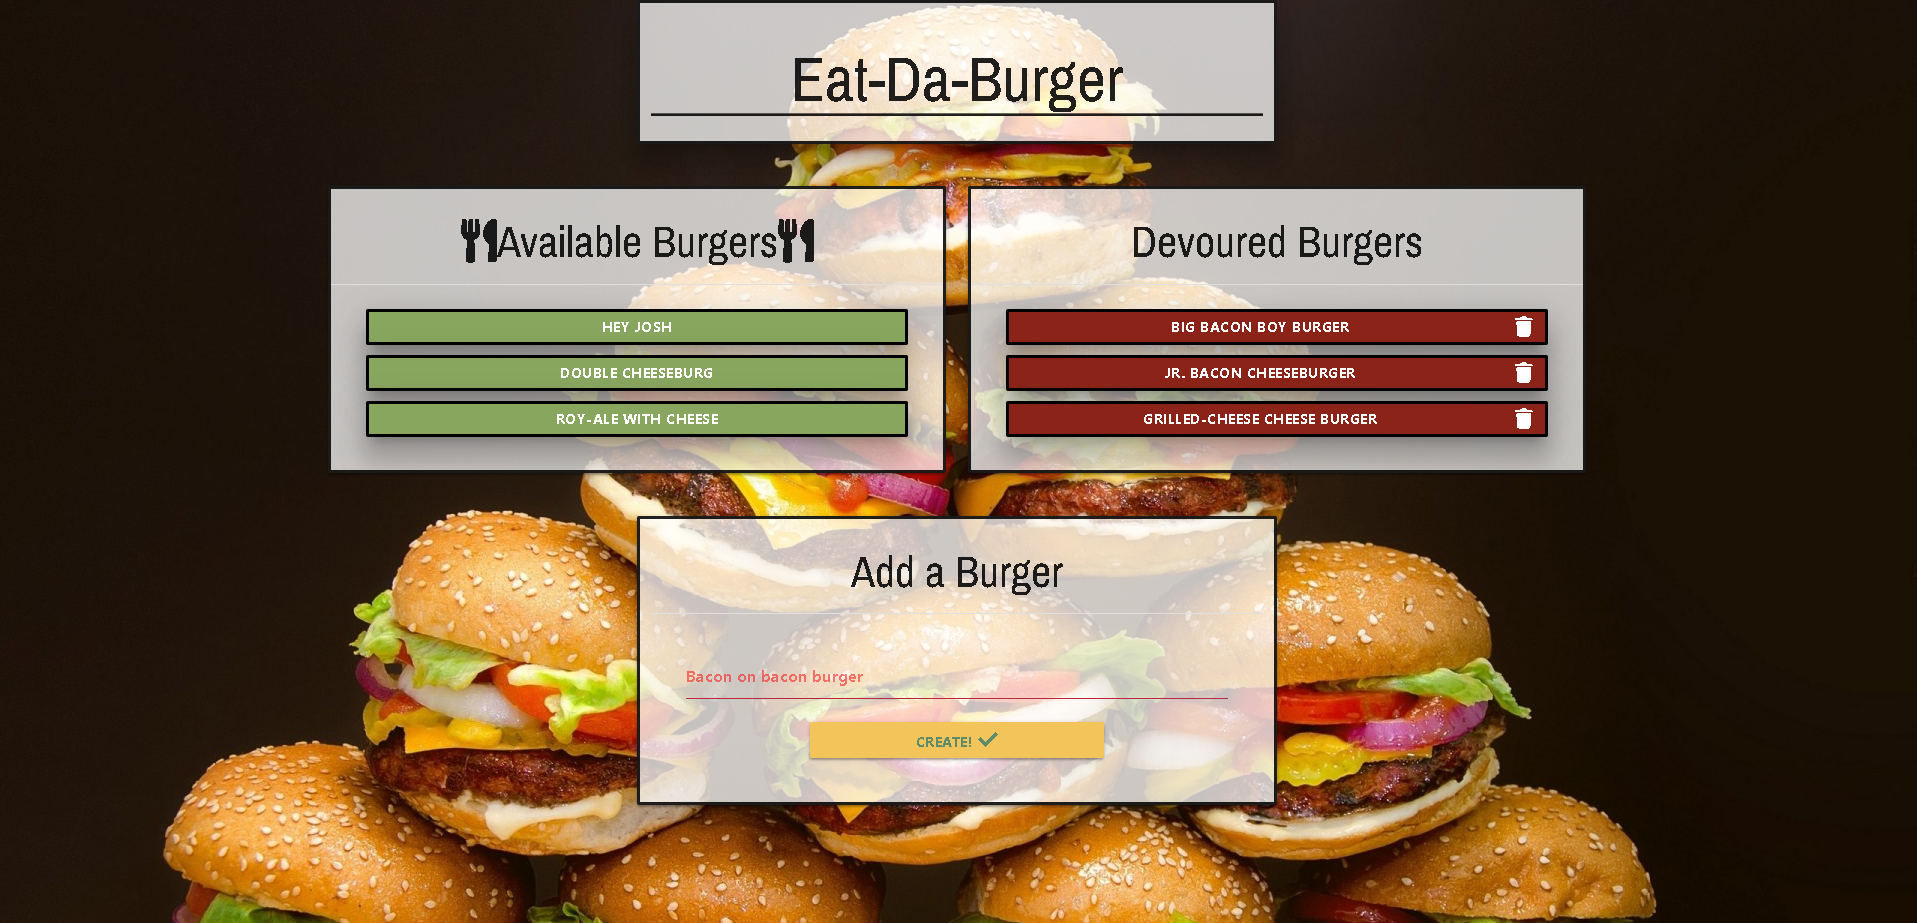 Eat-Da-Burger
Available Burgers
HEY JOSH
DOUBLE CHEESEBURG
ROY-ALE WITH CHEESE
Devoured Burgers
BIG BACON BOY BURGER
JR. BACON CHEESEBURGER
GRILLED-CHEESE CHEESE BURGER
Add a Burger
Bacon on bacon burger
CREATE!